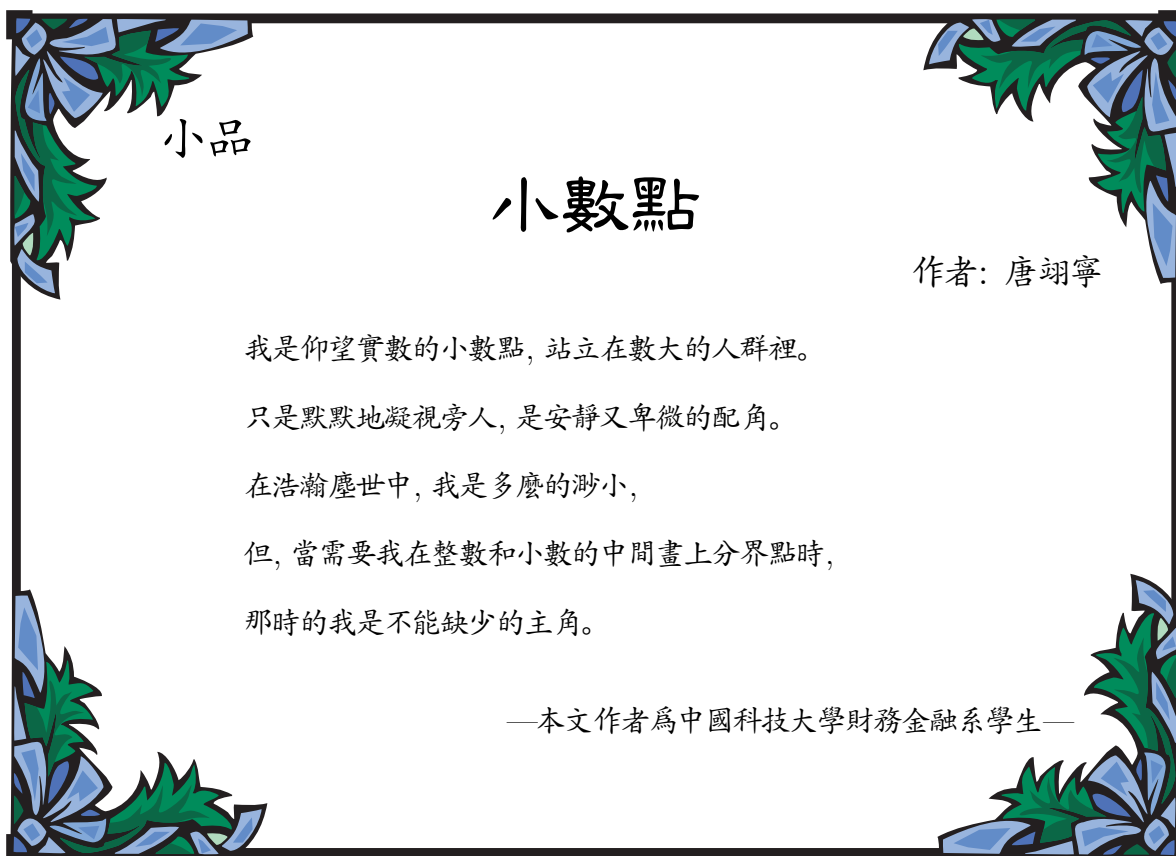 小品
小數點
作者: 唐翊寧
我是仰望實數的小數點, 站立在數大的人群裡。
只是默默地凝視旁人, 是安靜又卑微的配角。
在浩瀚塵世中, 我是多麼的渺小,
但, 當需要我在整數和小數的中間畫上分界點時,
那時的我是不能缺少的主角。
—本文作者爲中國科技大學財務金融系學生—